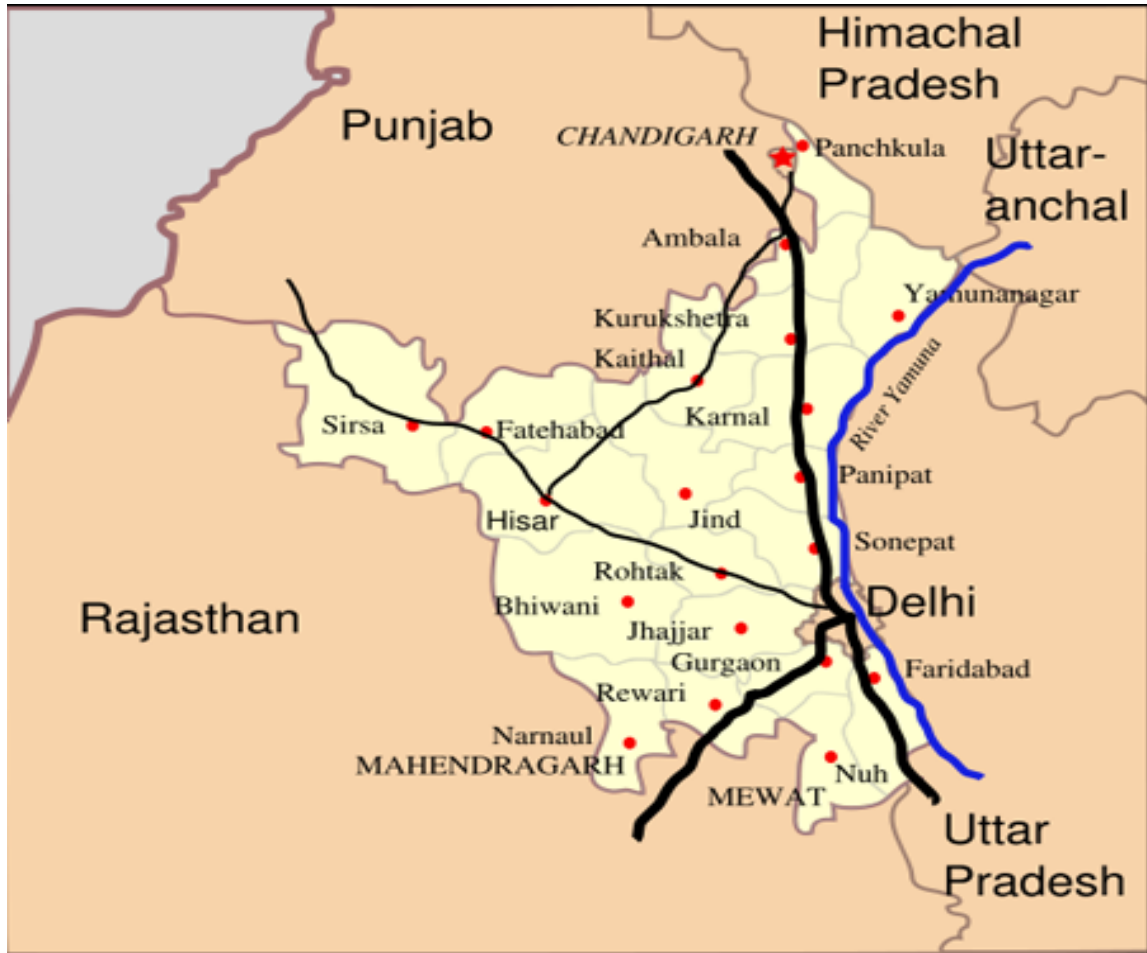 Himachal
Pradesh
Punjab
CHANDIGARH
Panchkula
Uttar-
anchal
Ambala
Yamunanagar
Kurukshetra
Kaithal
River Yamuna
Karnal
Sirsa
Fatehabad
Panipat
Hisar
Jind
Sonepat
Rohtak
Bhiwani
Delhi
Rajasthan
Jhajjar
Gurgaon
Faridabad
Rewari
Narnaul
MAHENDRAGARH
Nuh
MEWAT
Uttar
Pradesh